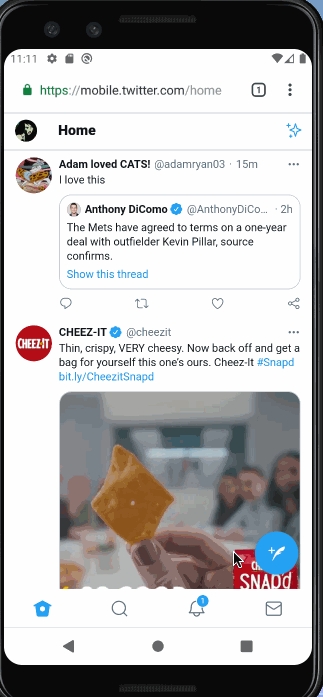 11:11
https://mobile.twitter.com/home
1
Home
Adam loved CATS! @adamryan03 · 15m
I love this
Anthony DiComo @AnthonyDiCo... · 2h
The Mets have agreed to terms on a one-year
deal with outfielder Kevin Pillar, source
confirms.
Show this thread
CHEEZ-IT @cheezit
CHEEZ-IT
Thin, crispy, VERY cheesy. Now back off and get a
bag for yourself this one's ours. Cheez-It #Snapd
bit.ly/CheezitSnapd
SNAPd
1